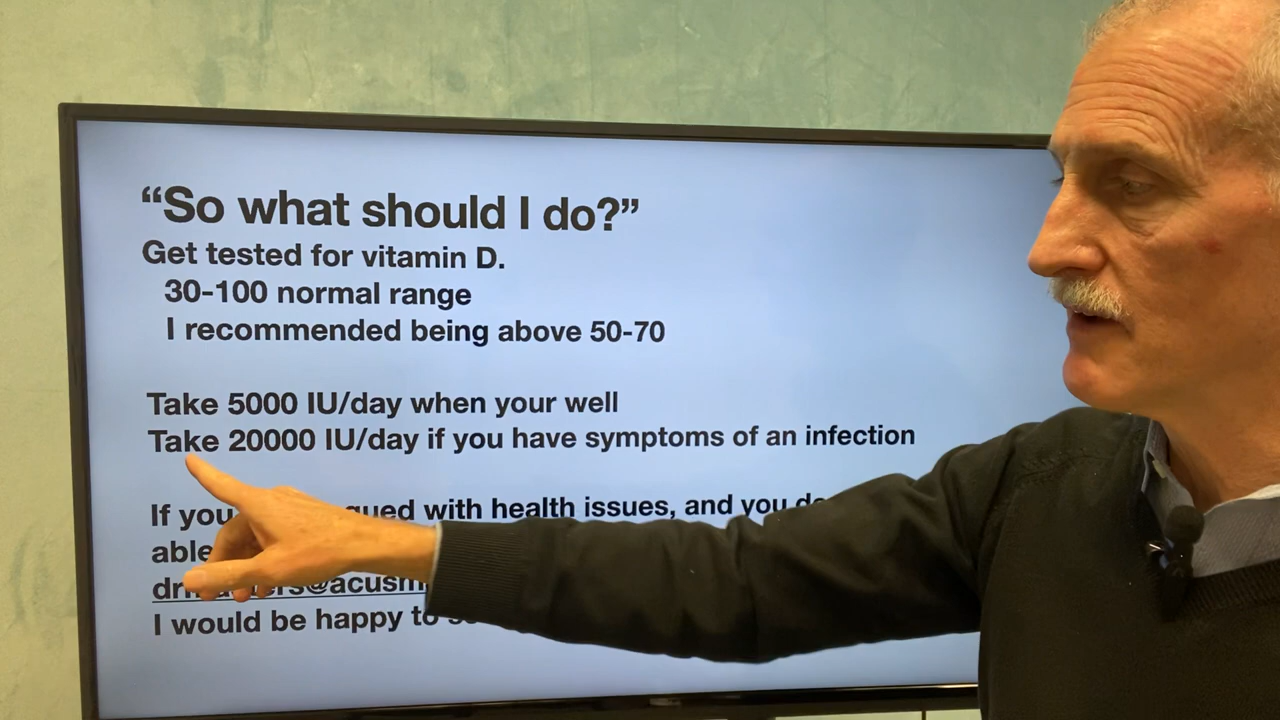 “So what should I do?”
Get tested for vitamin D.
30-100 normal range
I recommended being above 50-70
Take 5000 IU/day when your well
Take 20000 IU/day if you have symptoms of an infection
If you with health issues, and you
able
I would be happy to